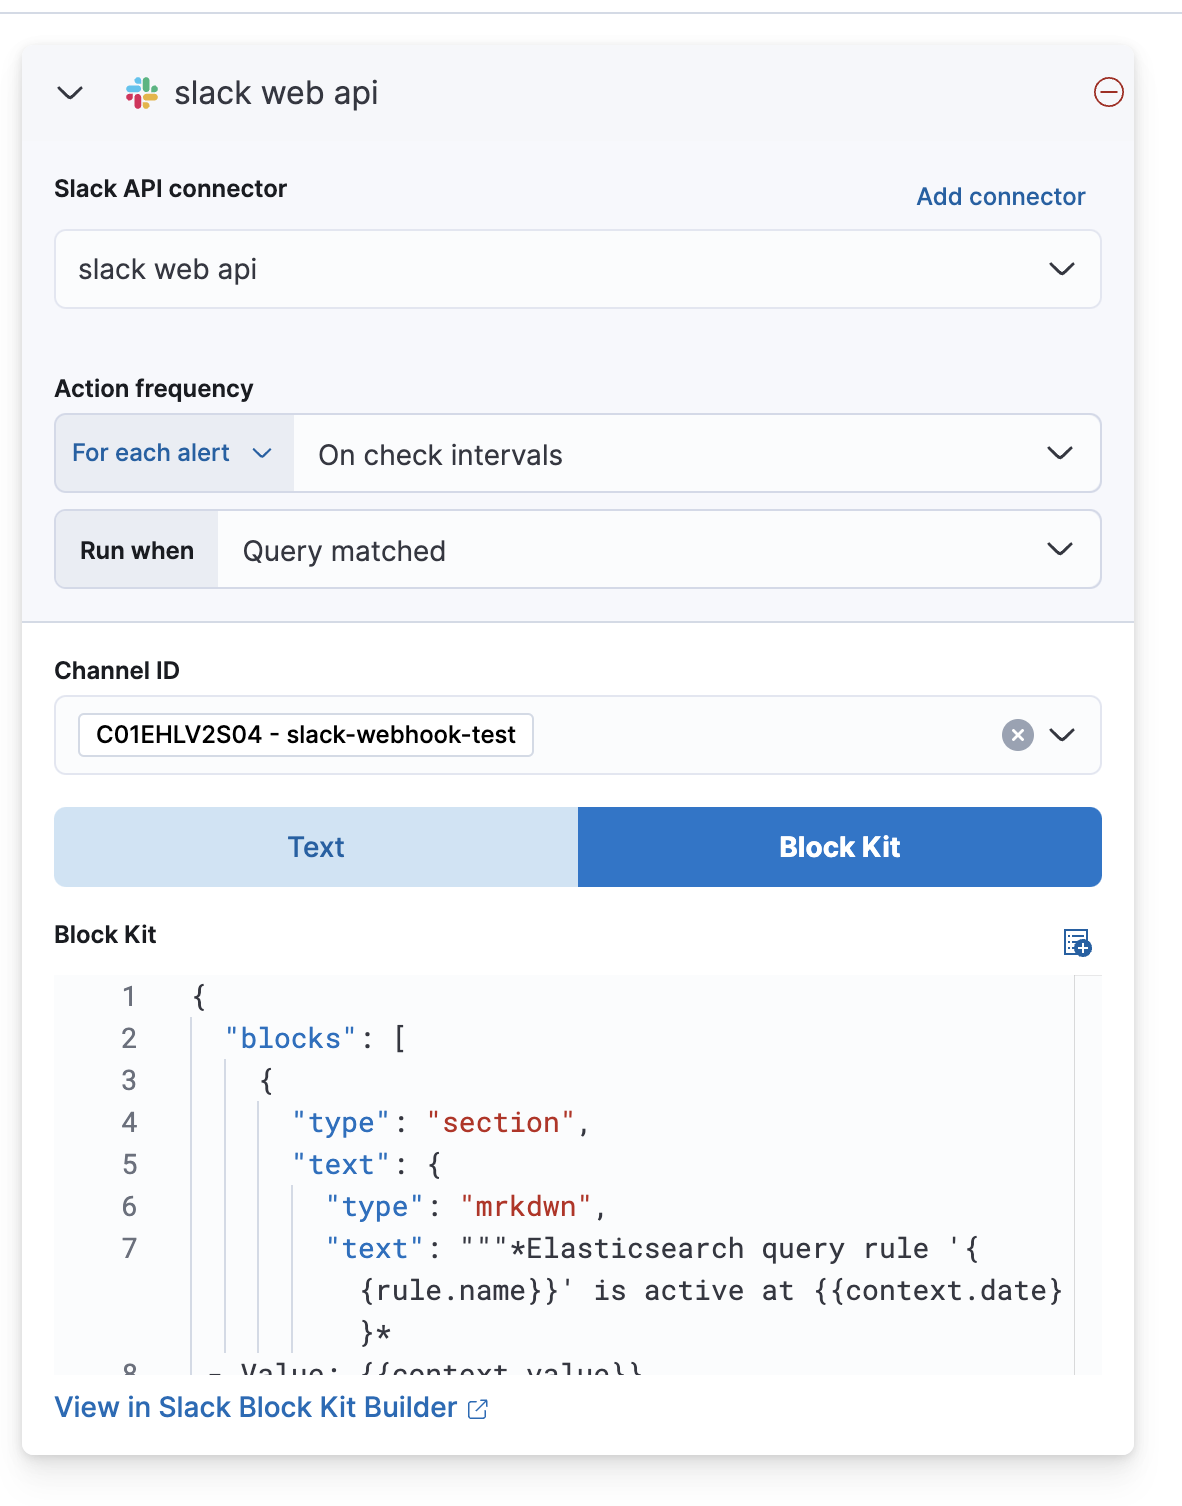 slack web api
Slack API connector
Add connector
slack web api
Action frequency
For each alert
On check intervals
Run when
Query matched
Channel ID
C01EHLV2S04 - slack-webhook-test
Text
Block Kit
Block Kit
1 {
2 "blocks": [
3 {
4 "type": "section",
5 "text": {
6 "type": "mrkdwn",
7 "text": """*Elasticsearch query rule '{
{rule.name}}' is active at {{context.date}
}*
8 - Value: {{context.value}}
View in Slack Block Kit Builder